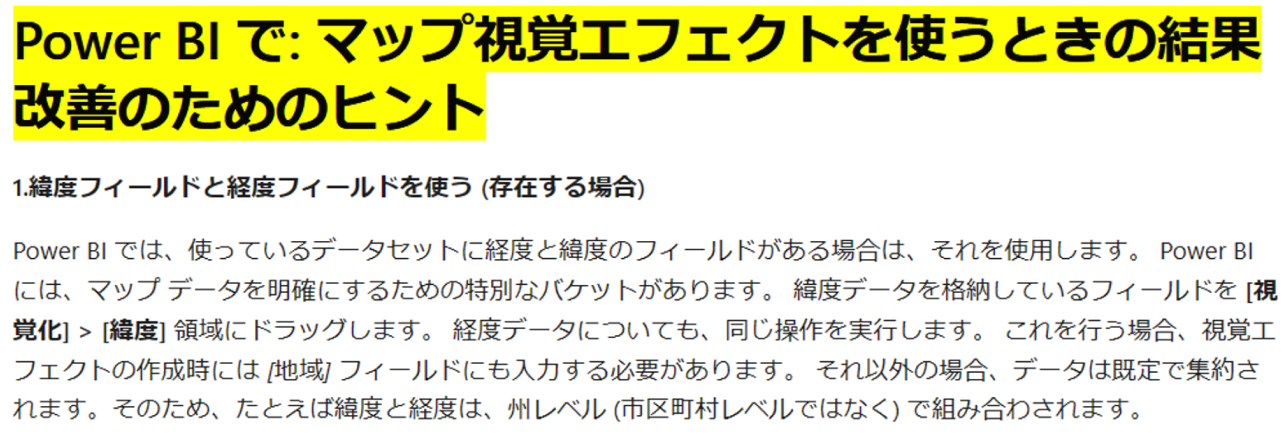 Power BI で: マップ視覚エフェクトを使うときの結果
改善のためのヒント
1.緯度フィールドと経度フィールドを使う (存在する場合)
Power BI では、使っているデータセットに経度と緯度のフィールドがある場合は、それを使用します。 Power BI
には、マップ データを明確にするための特別なバケットがあります。 緯度データを格納しているフィールドを [視
覚化] > [緯度] 領域にドラッグします。 経度データについても、同じ操作を実行します。 これを行う場合、視覚エ
フェクトの作成時には [地域] フィールドにも入力する必要があります。 それ以外の場合、データは既定で集約さ
れます。そのため、たとえば緯度と経度は、州レベル (市区町村レベルではなく) で組み合わされます。